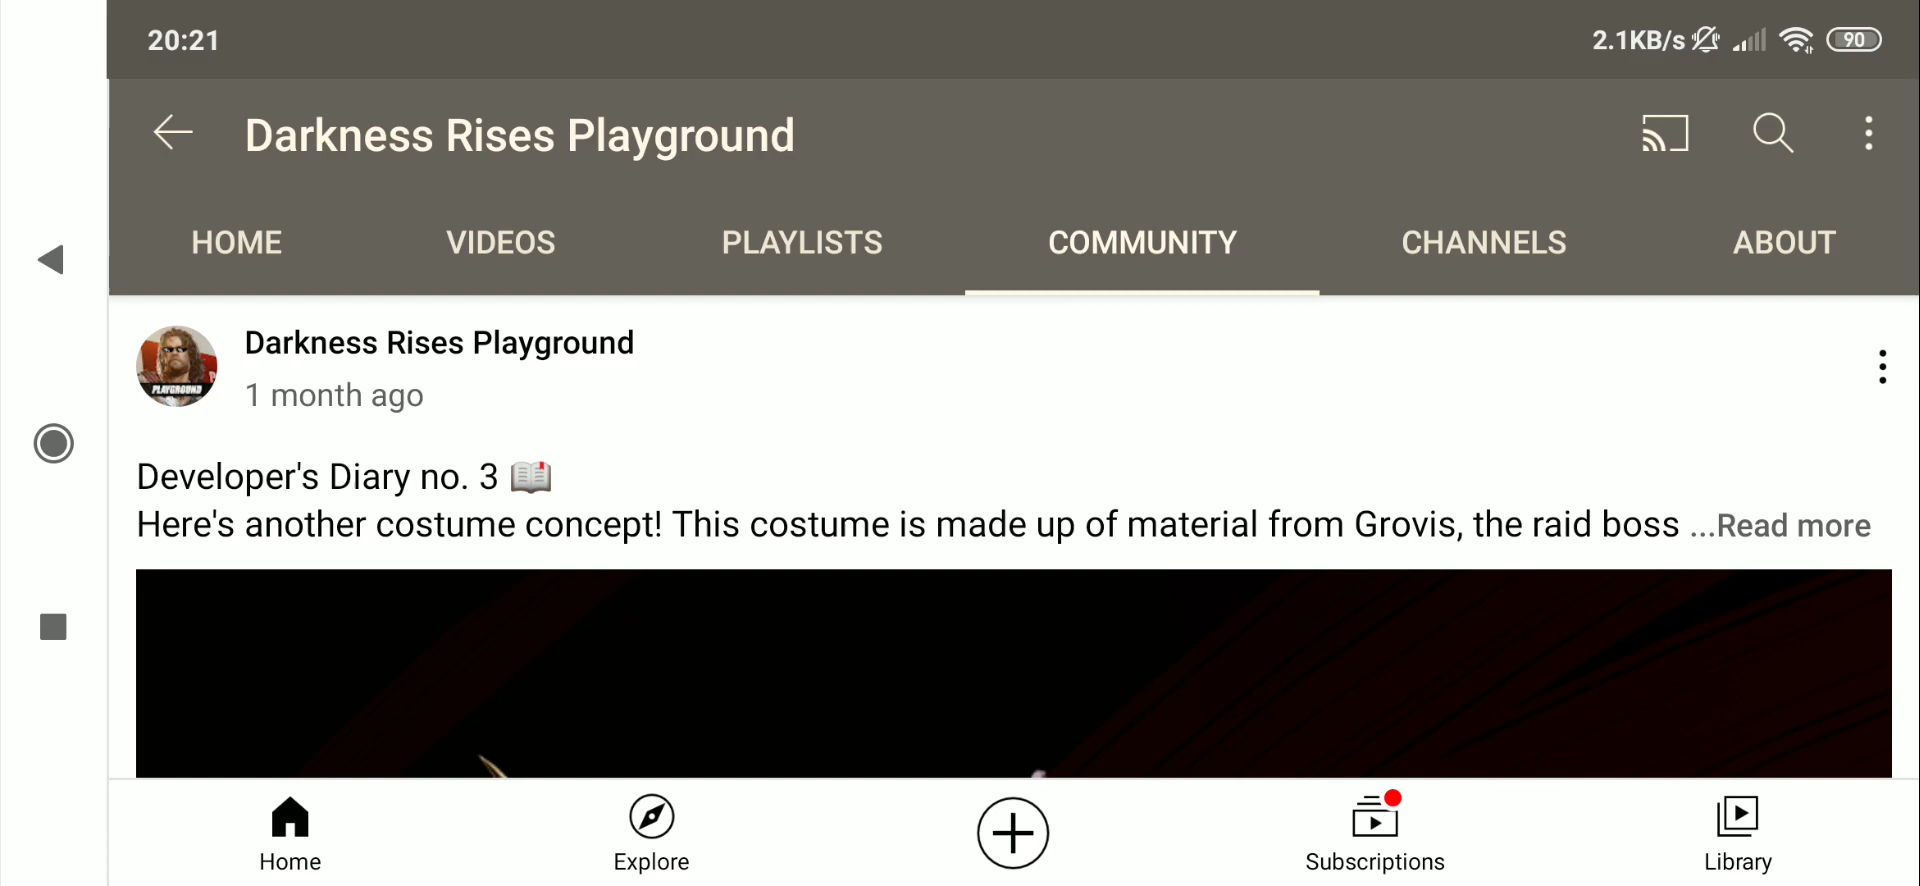 20:21
2.1KB/s
90
Darkness Rises Playground
HOME VIDEOS PLAYLISTS COMMUNITY CHANNELS ABOUT
Darkness Rises Playground
PLAYGROUND
1 month ago
Developer's Diary no. 3
Here's another costume concept! This costume is made up of material from Grovis, the raid boss ...Read more
Home Explore Subscriptions Library